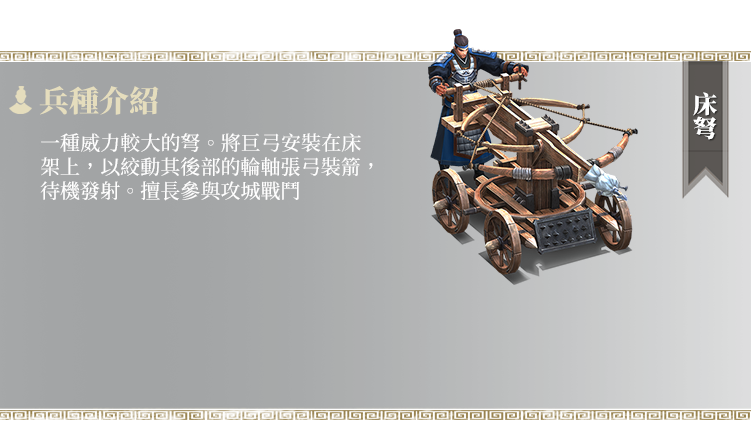 兵種介紹
一種威力較大的弩。將巨弓安裝在床
架上，以絞動其後部的輪軸張弓裝箭，
待機發射。擅長參與攻城戰鬥
床弩